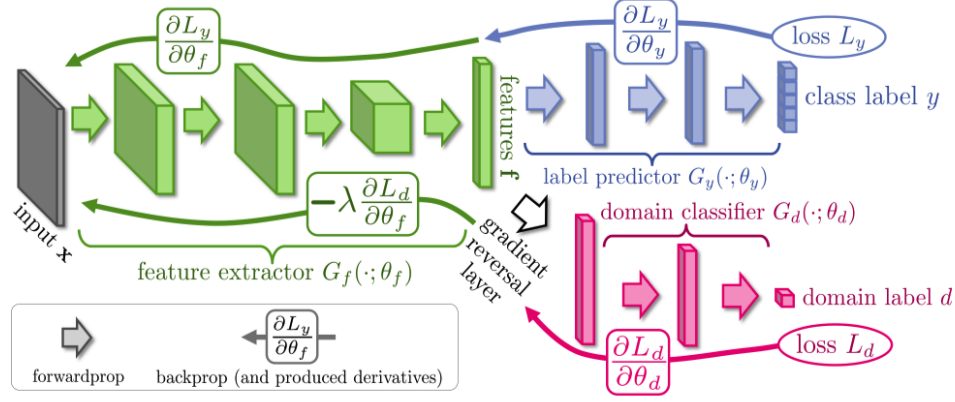 ∂L_y/∂θ_f
∂L_y/∂θ_y
loss L_y
features f
class label y
label predictor G_y(·;θ_y)
−λ ∂L_d/∂θ_f
input x
feature extractor G_f(·;θ_f)
gradient
reversal
layer
domain classifier G_d(·;θ_d)
domain label d
∂L_d/∂θ_d
loss L_d
∂L_y/∂θ_f
forwardprop
backprop (and produced derivatives)